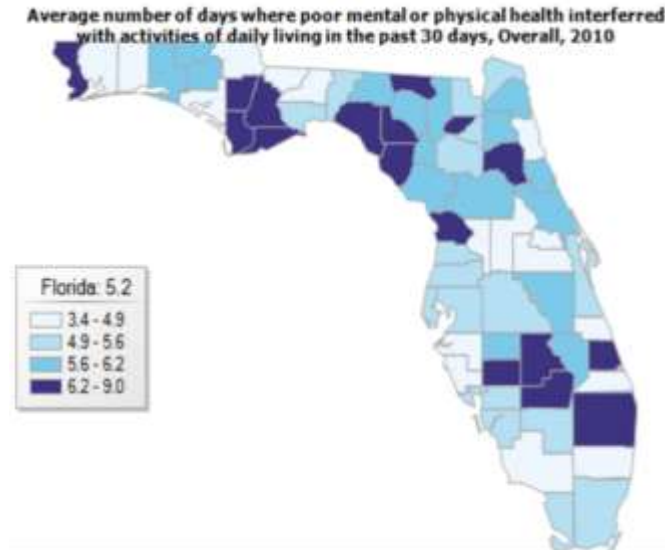 Average number of days where poor mental or physical health interferred
with activities of daily living in the past 30 days, Overall, 2010
Florida: 5.2
3.4 - 4.9
4.9 - 5.6
5.6 - 6.2
6.2 - 9.0